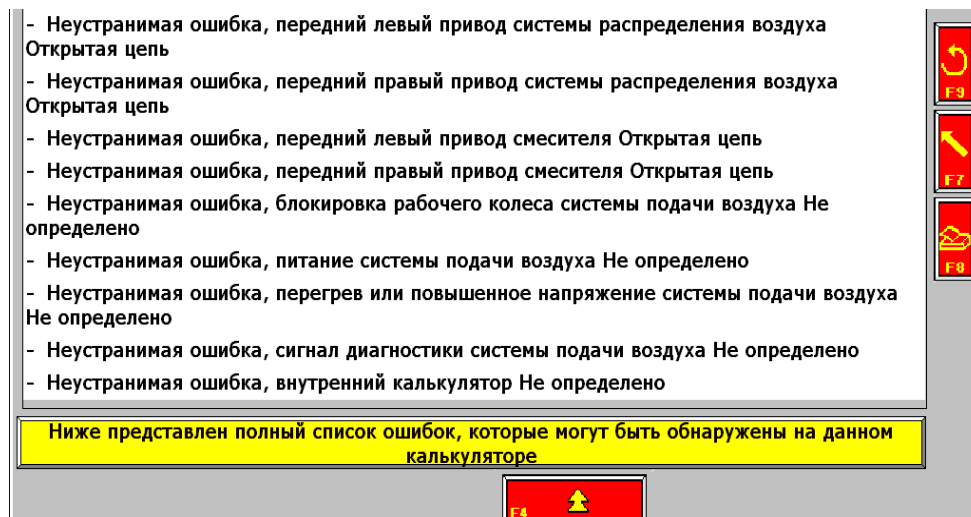 - Неустранимая ошибка, передний левый привод системы распределения воздуха
Открытая цепь
- Неустранимая ошибка, передний правый привод системы распределения воздуха
Открытая цепь
- Неустранимая ошибка, передний левый привод смесителя Открытая цепь
- Неустранимая ошибка, передний правый привод смесителя Открытая цепь
- Неустранимая ошибка, блокировка рабочего колеса системы подачи воздуха Не
определено
- Неустранимая ошибка, питание системы подачи воздуха Не определено
- Неустранимая ошибка, перегрев или повышенное напряжение системы подачи воздуха
Не определено
- Неустранимая ошибка, сигнал диагностики системы подачи воздуха Не определено
- Неустранимая ошибка, внутренний калькулятор Не определено
Ниже представлен полный список ошибок, которые могут быть обнаружены на данном
калькуляторе
F9
F7
F8
F4